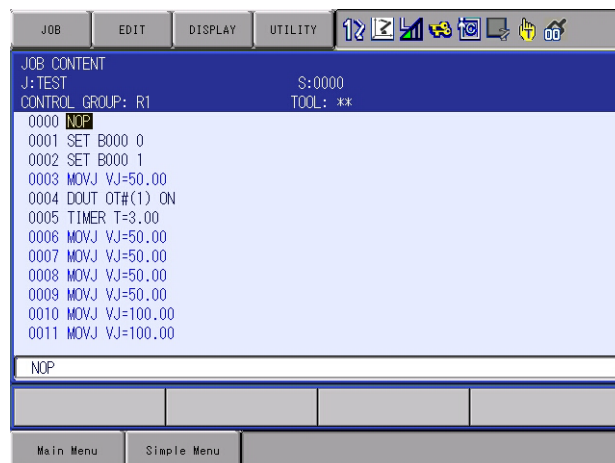 JOB EDIT DISPLAY UTILITY
JOB CONTENT
J:TEST S:0000
CONTROL GROUP: R1 TOOL: **
0000 NOP
0001 SET B000 0
0002 SET B000 1
0003 MOVJ VJ=50.00
0004 DOUT OT#(1) ON
0005 TIMER T=3.00
0006 MOVJ VJ=50.00
0007 MOVJ VJ=50.00
0008 MOVJ VJ=50.00
0009 MOVJ VJ=50.00
0010 MOVJ VJ=100.00
0011 MOVJ VJ=100.00
NOP
Main Menu Simple Menu